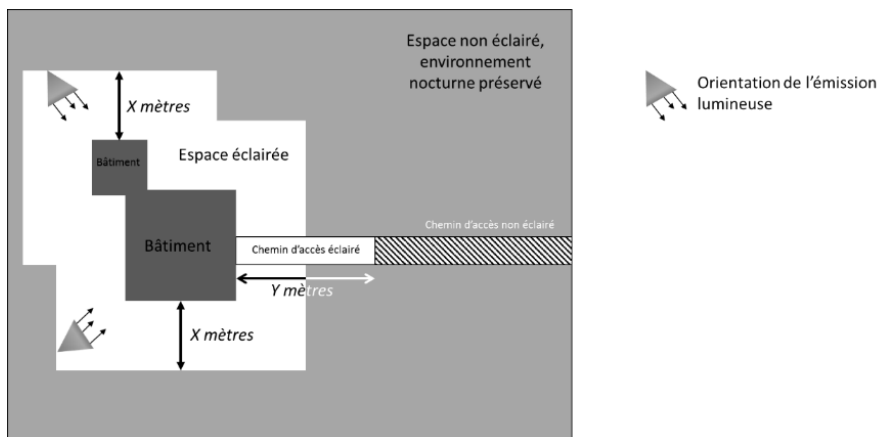 Espace non éclairé,
environnement
nocturne préservé
Orientation de l'émission
lumineuse
X mètres
Bâtiment
Espace éclairée
Chemin d'accès non éclairé
Bâtiment
Chemin d'accès éclairé
Y mètres
X mètres